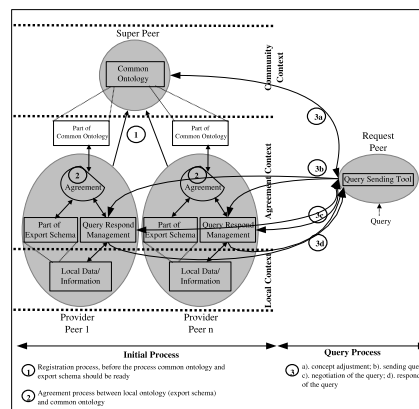 Super Peer
Common
Ontology
Community
Context
3a
Part of
Common Ontology
1
Part of
Common Ontology
Request
Peer
2
Agreement
2
Agreement
Agreement Context
3b
Query Sending Tool
Part of
Export Schema
Query Respond
Management
Part of
Export Schema
Query Respond
Management
3c
3d
Query
Local Data/
Information
Local Data/
Information
Local Context
Provider
Peer 1
Provider
Peer n
Initial Process
Query Process
1 Registration process, before the process common ontology and
export schema should be ready
2 Agreement process between local ontology (export schema)
and common ontology
3 a). concept adjustment; b). sending que
c). negotiation of the query; d). respon
of the query